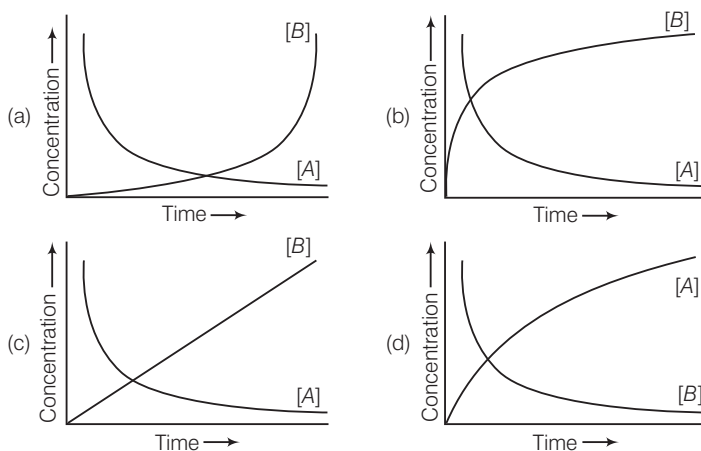 (a)
Concentration
[B]
[A]
Time
(b)
Concentration
[B]
[A]
Time
(c)
Concentration
[B]
[A]
Time
(d)
Concentration
[A]
[B]
Time